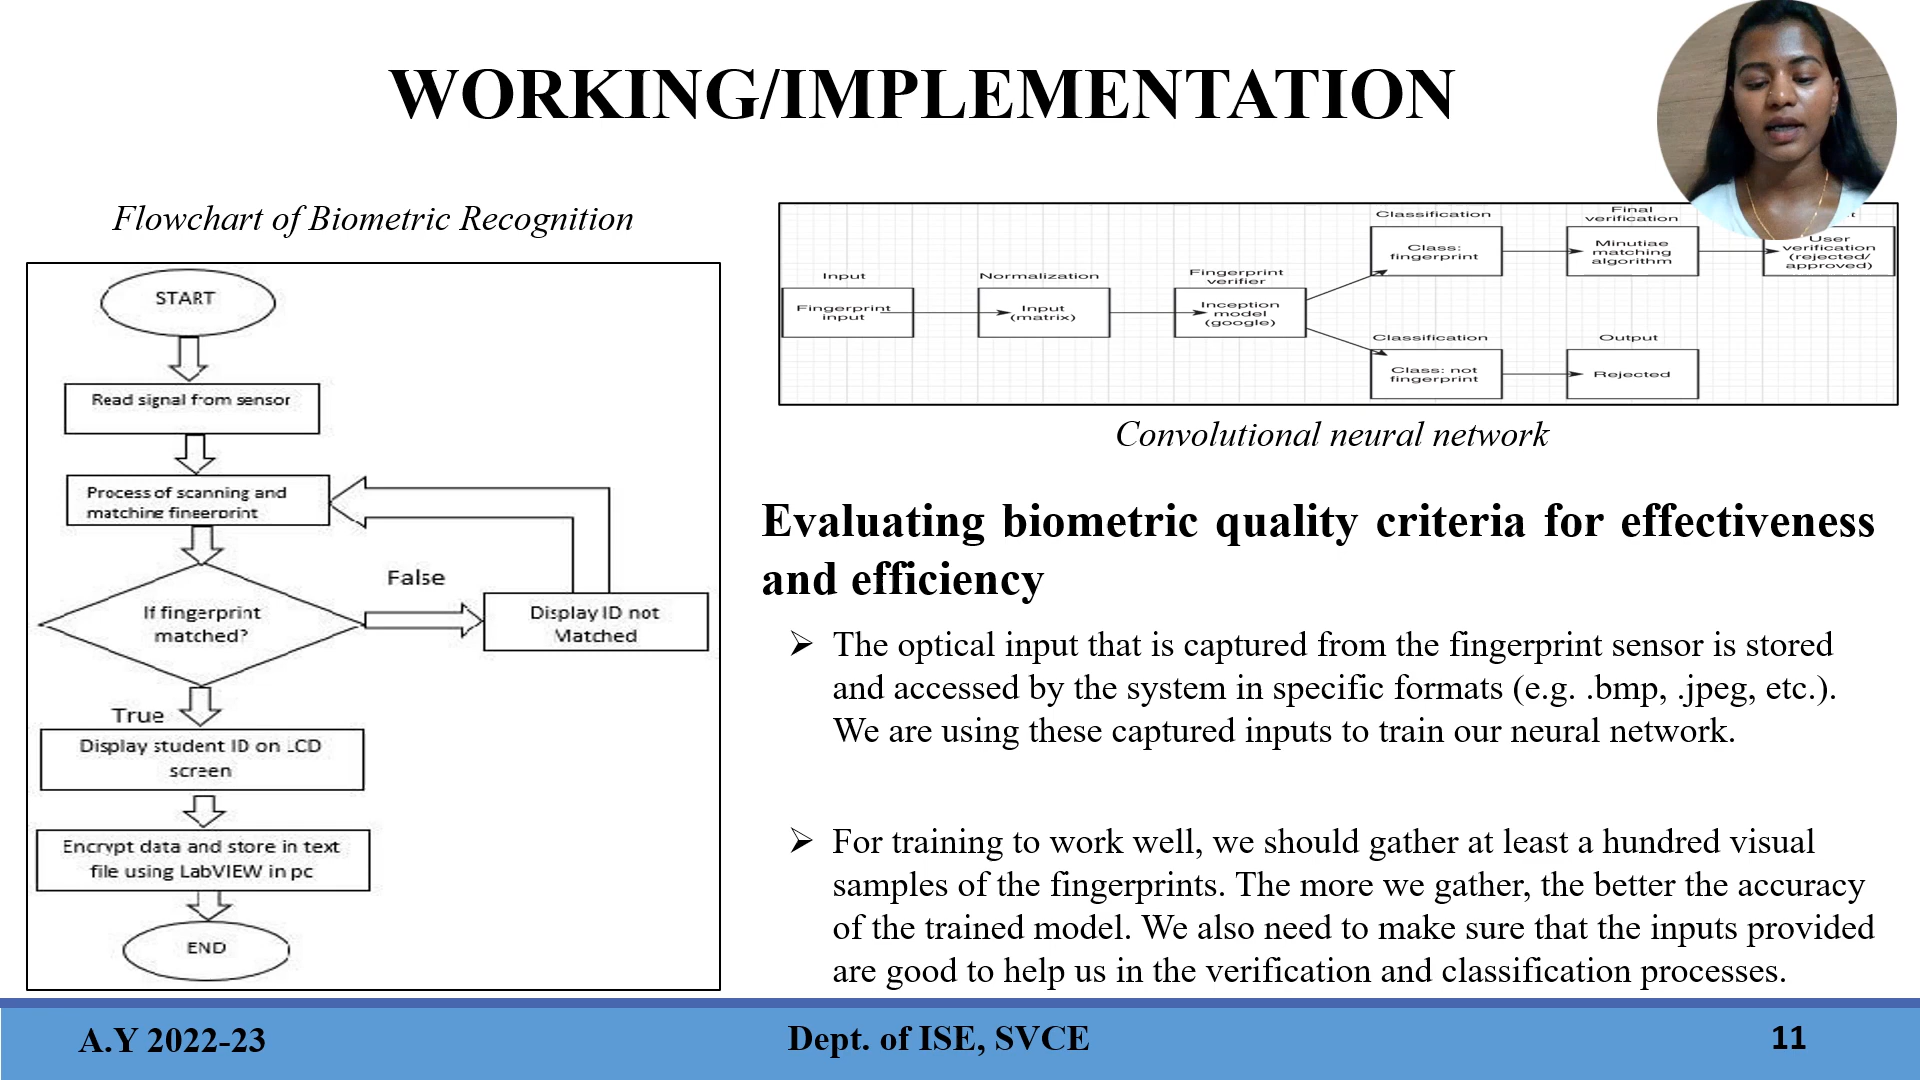 WORKING/IMPLEMENTATION
Flowchart of Biometric Recognition
START
Read signal from sensor
Process of scanning and
matching fingerprint
If fingerprint
matched?
False
Display ID not
Matched
True
Display student ID on LCD
screen
Encrypt data and store in text
file using LabVIEW in pc
END
Input
Fingerprint
input
Normalization
Input
(matrix)
Fingerprint
verifier
Inception
model
(google)
Classification
Class:
fingerprint
Final
verification
Minutiae
matching
algorithm
User
verification
(rejected/
approved)
Classification
Class: not
fingerprint
Output
Rejected
Convolutional neural network
Evaluating biometric quality criteria for effectiveness
and efficiency
➢ The optical input that is captured from the fingerprint sensor is stored
and accessed by the system in specific formats (e.g. .bmp, .jpeg, etc.).
We are using these captured inputs to train our neural network.
➢ For training to work well, we should gather at least a hundred visual
samples of the fingerprints. The more we gather, the better the accuracy
of the trained model. We also need to make sure that the inputs provided
are good to help us in the verification and classification processes.
A.Y 2022-23
Dept. of ISE, SVCE
11